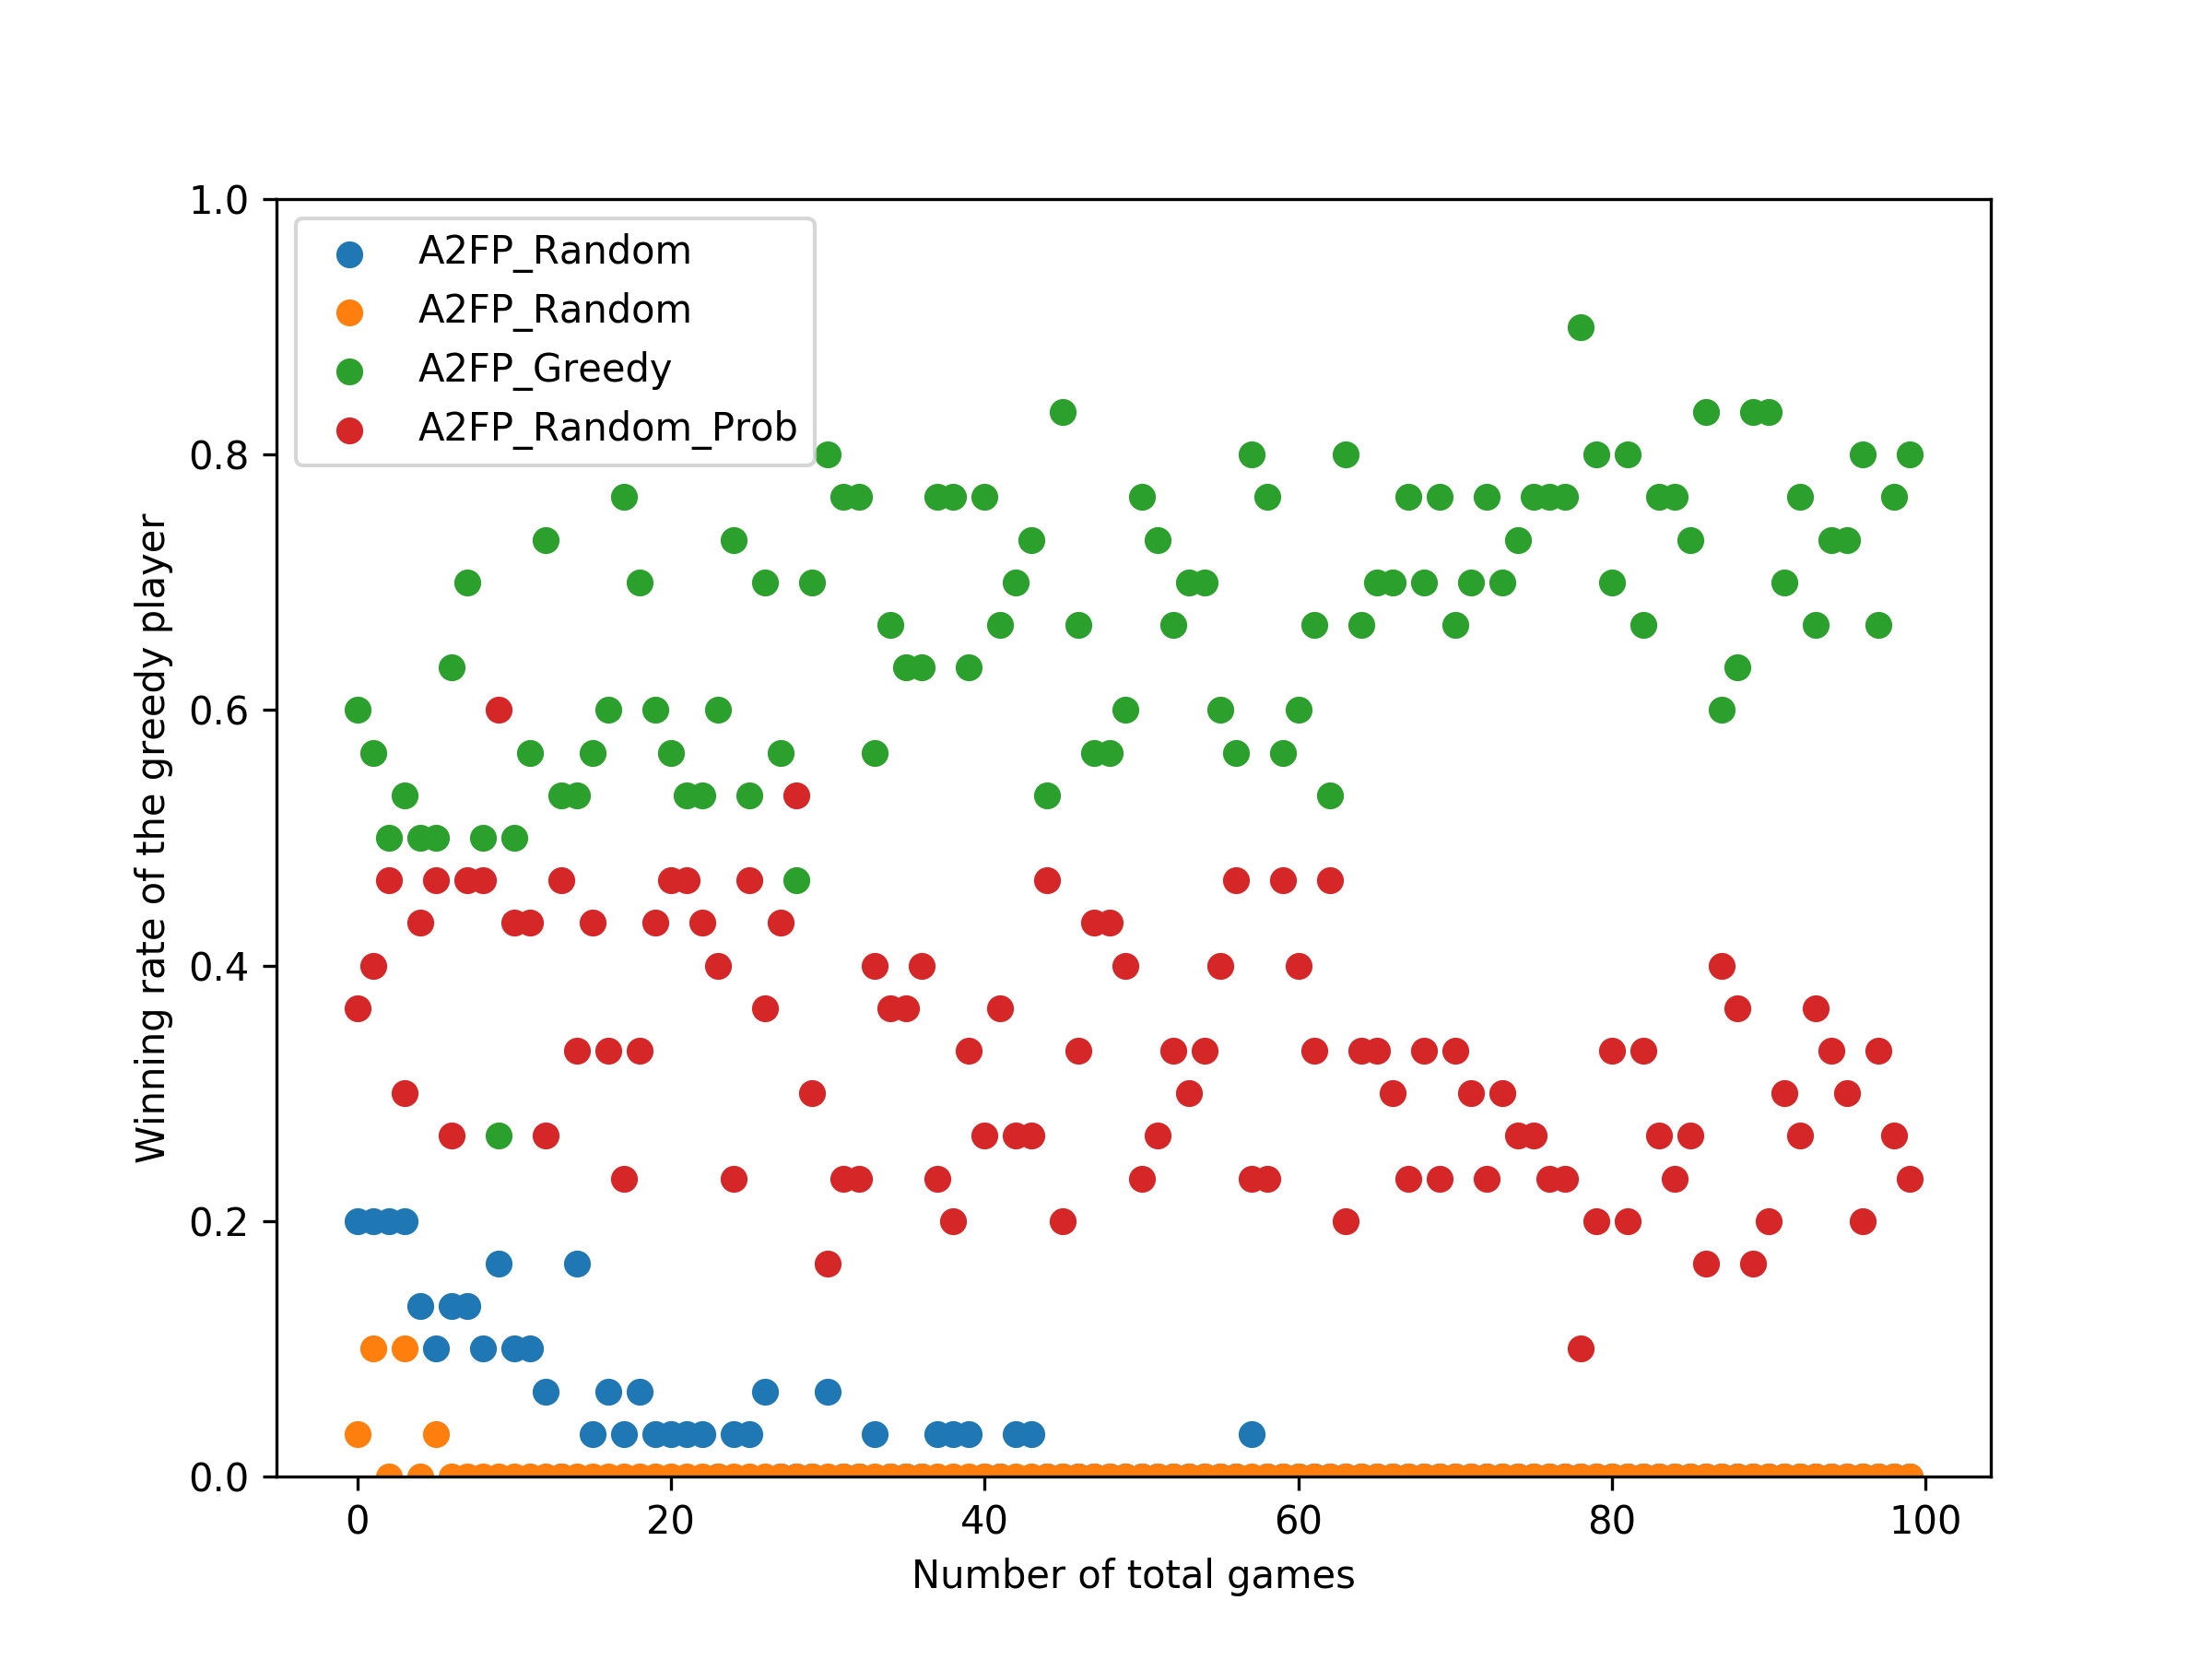 A2FP_Random
A2FP_Random
A2FP_Greedy
A2FP_Random_Prob
1.0
0.8
0.6
0.4
0.2
0.0
Winning rate of the greedy player
0 20 40 60 80 100
Number of total games